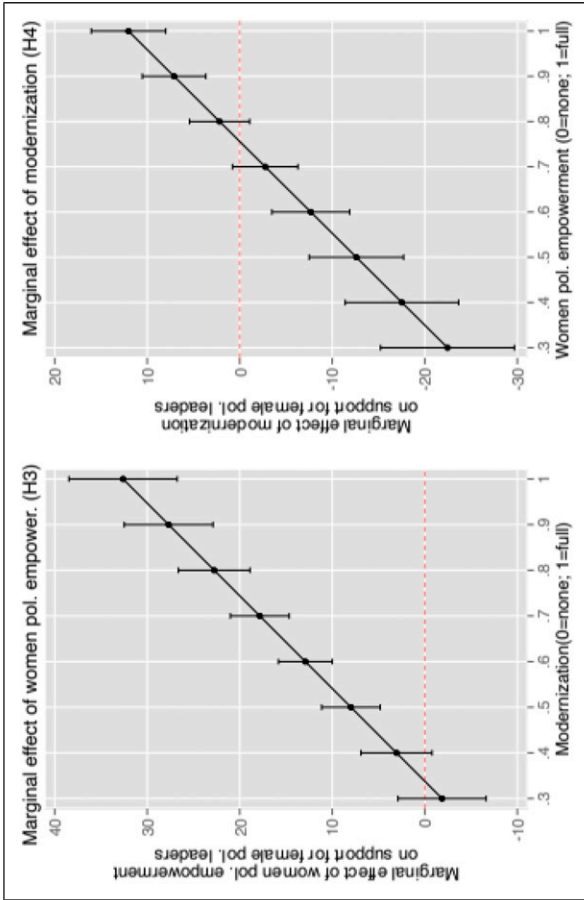 Marginal effect of women pol. empower. (H3)
Marginal effect of women pol. empowerment
on support for female pol. leaders
40
30
20
10
0
-10
.3 .4 .5 .6 .7 .8 .9 1
Modernization(0=none; 1=full)
Marginal effect of modernization (H4)
Marginal effect of modernization
on support for female pol. leaders
20
10
0
-10
-20
-30
.3 .4 .5 .6 .7 .8 .9 1
Women pol. empowerment (0=none; 1=full)